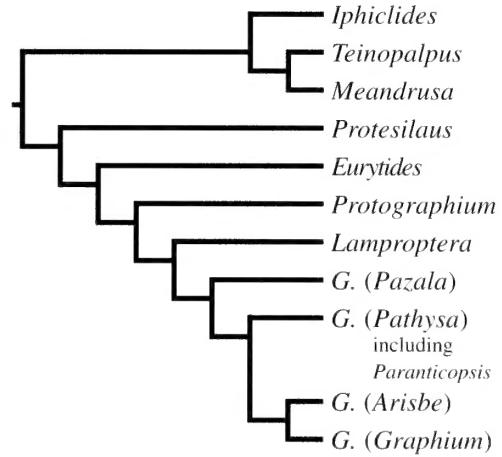 Iphiclides
Teinopalpus
Meandrusa
Protesilaus
Eurytides
Protographium
Lamproptera
G. (Pazala)
G. (Pathysa)
including
Paranticopsis
G. (Arisbe)
G. (Graphium)